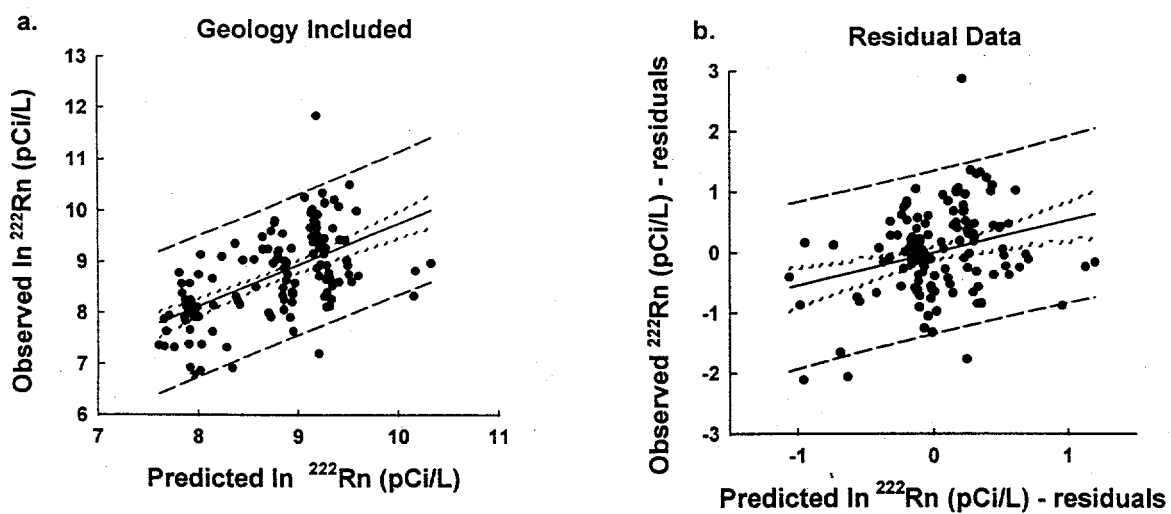 a.
Geology Included
Observed ln ²²²Rn (pCi/L)
13
12
11
10
9
8
7
6
7 8 9 10 11
Predicted ln ²²²Rn (pCi/L)
b.
Residual Data
Observed ²²²Rn (pCi/L) - residuals
3
2
1
0
-1
-2
-3
-1 0 1
Predicted ln ²²²Rn (pCi/L) - residuals